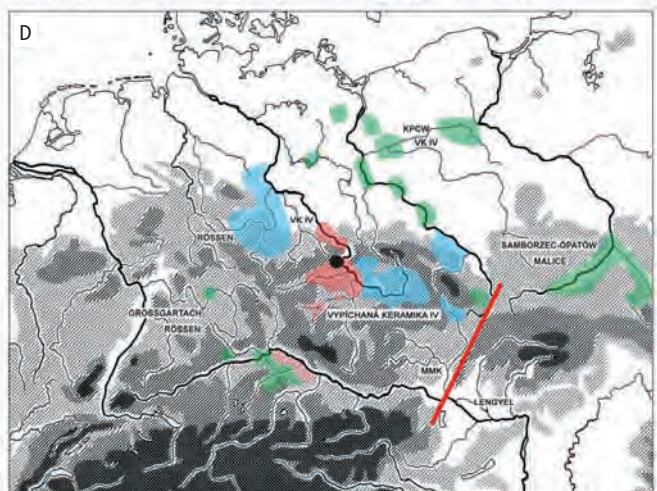 D
KPCW
VK IV
VK IV
RÖSSEN
SAMBORZEC-OPATÓW
MALICE
GROSSGARTACH
RÖSSEN
VYPÍCHANÁ KERAMIKA IV
MMK
LENGYEL